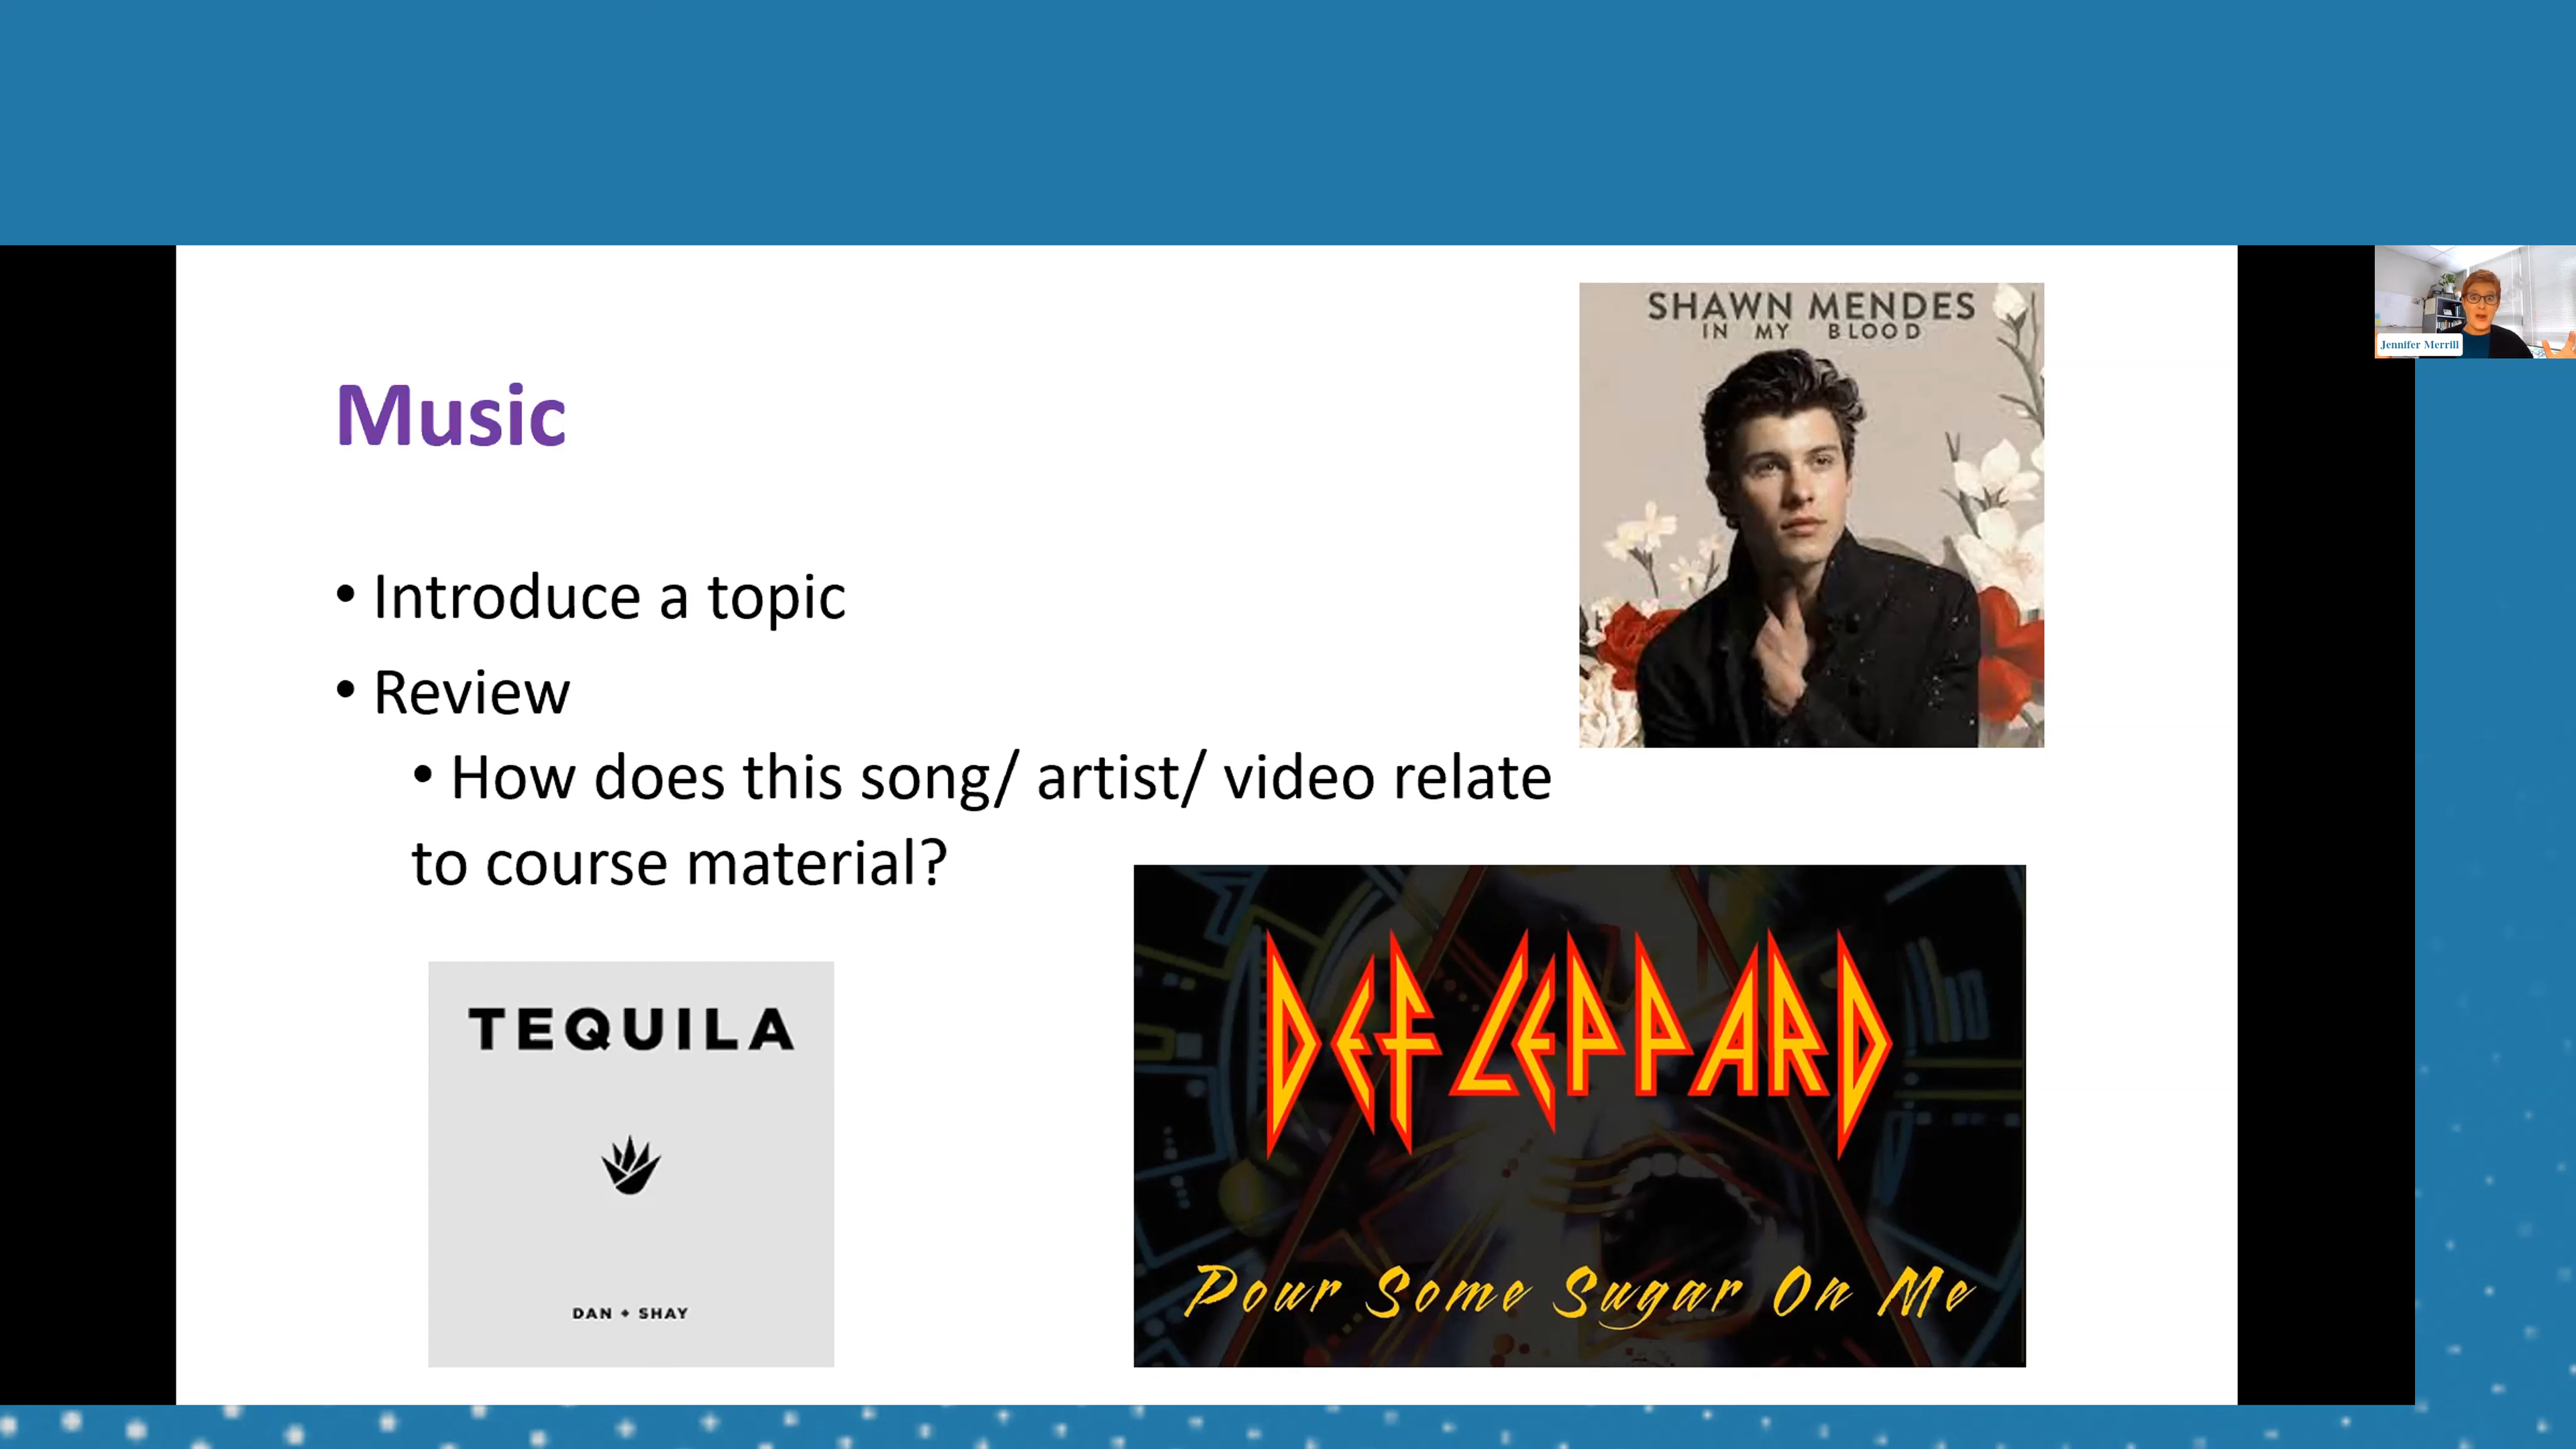 SHAWN MENDES
IN MY BLOOD
Jennifer Merrill
Music
• Introduce a topic
• Review
• How does this song/ artist/ video relate
to course material?
TEQUILA
DAN + SHAY
DEF LEPPARD
Pour Some Sugar On Me